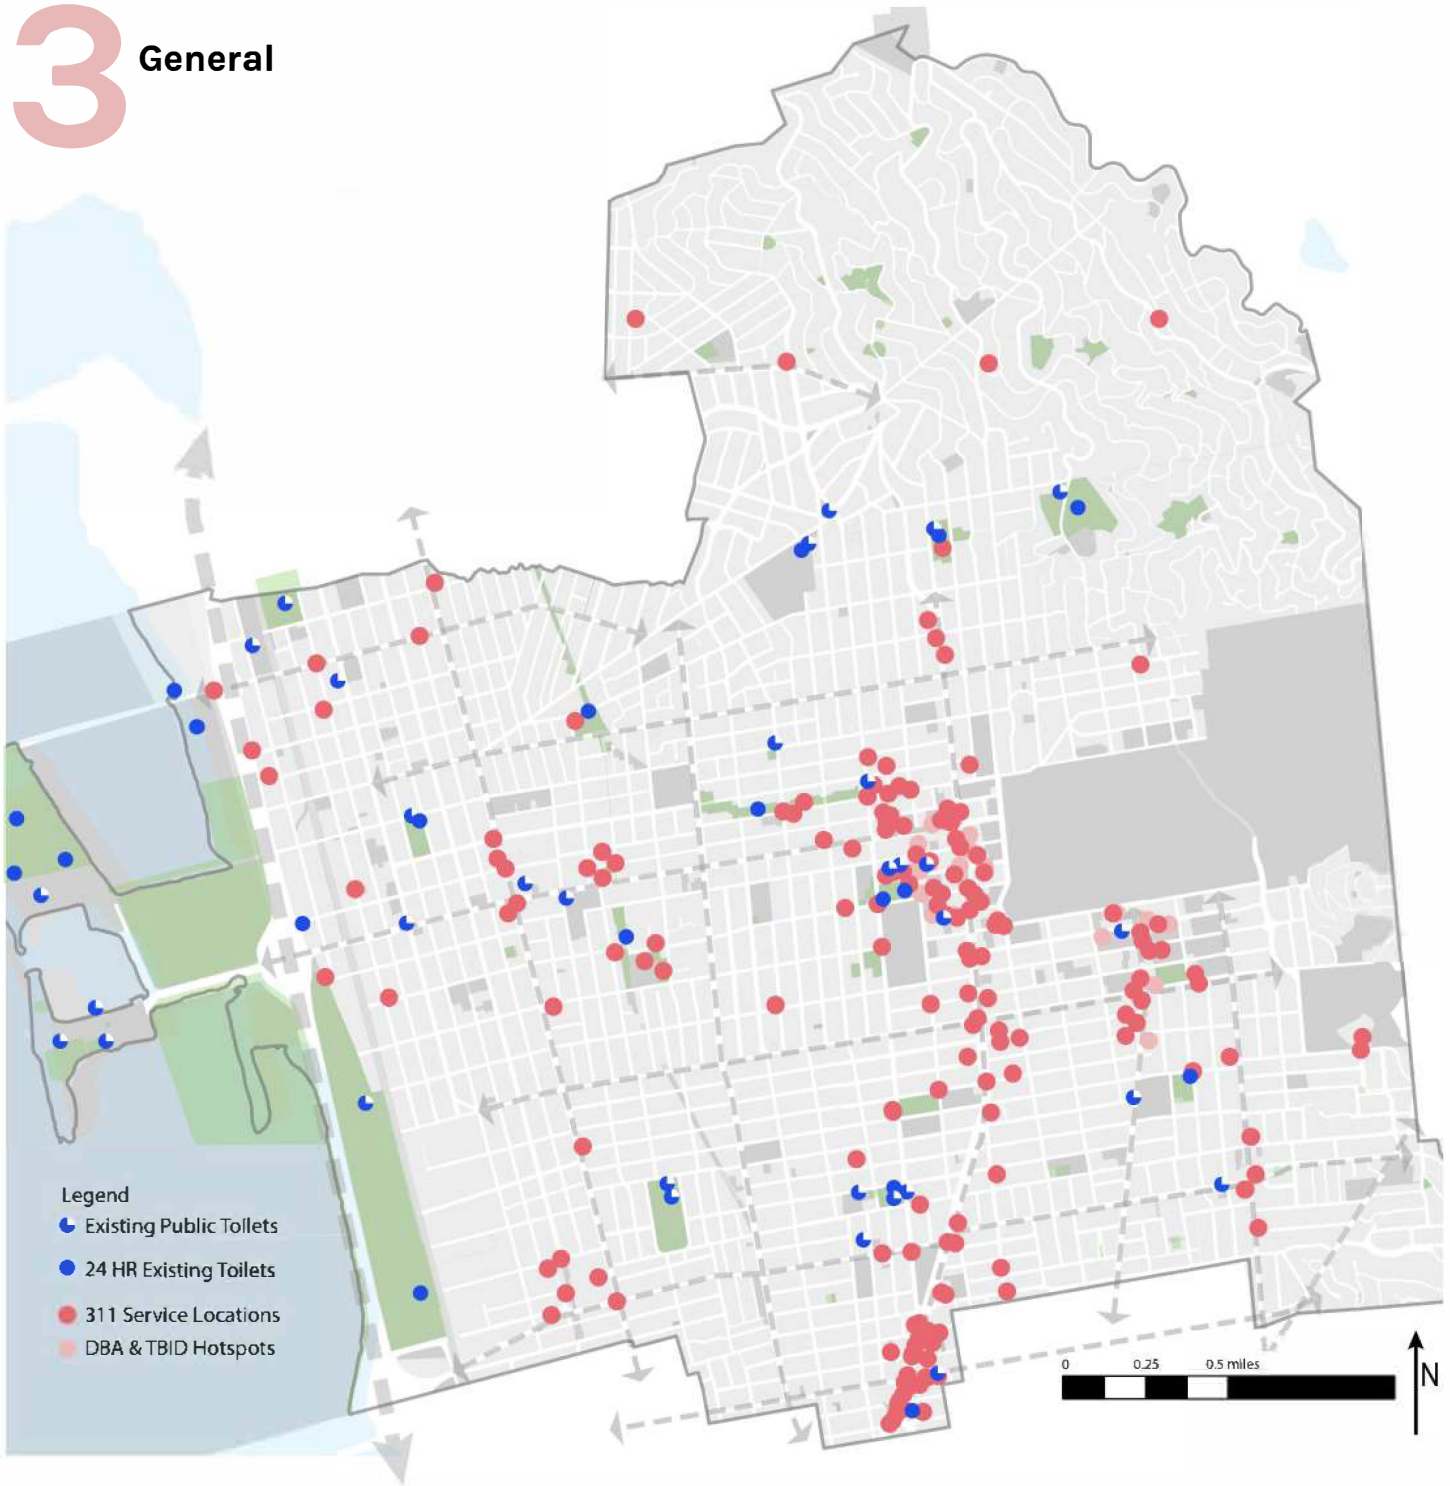 3 General
Legend
Existing Public Toilets
24 HR Existing Toilets
311 Service Locations
DBA & TBID Hotspots
0 0.25 0.5 miles
N